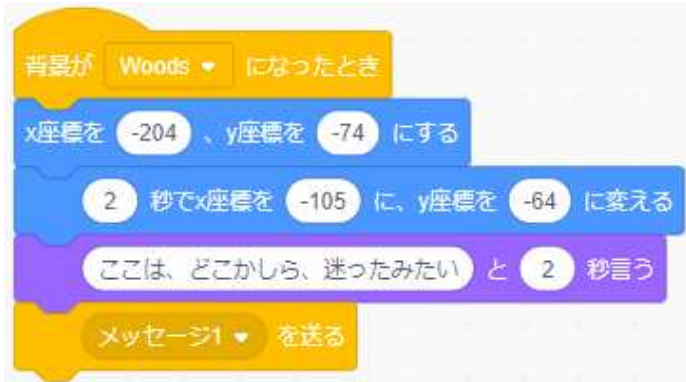 背景が Woods になったとき
x座標を -204 、y座標を -74 にする
2 秒でx座標を -105 に、y座標を -64 に変える
ここは、どこかしら、迷ったみたい と 2 秒言う
メッセージ1 を送る